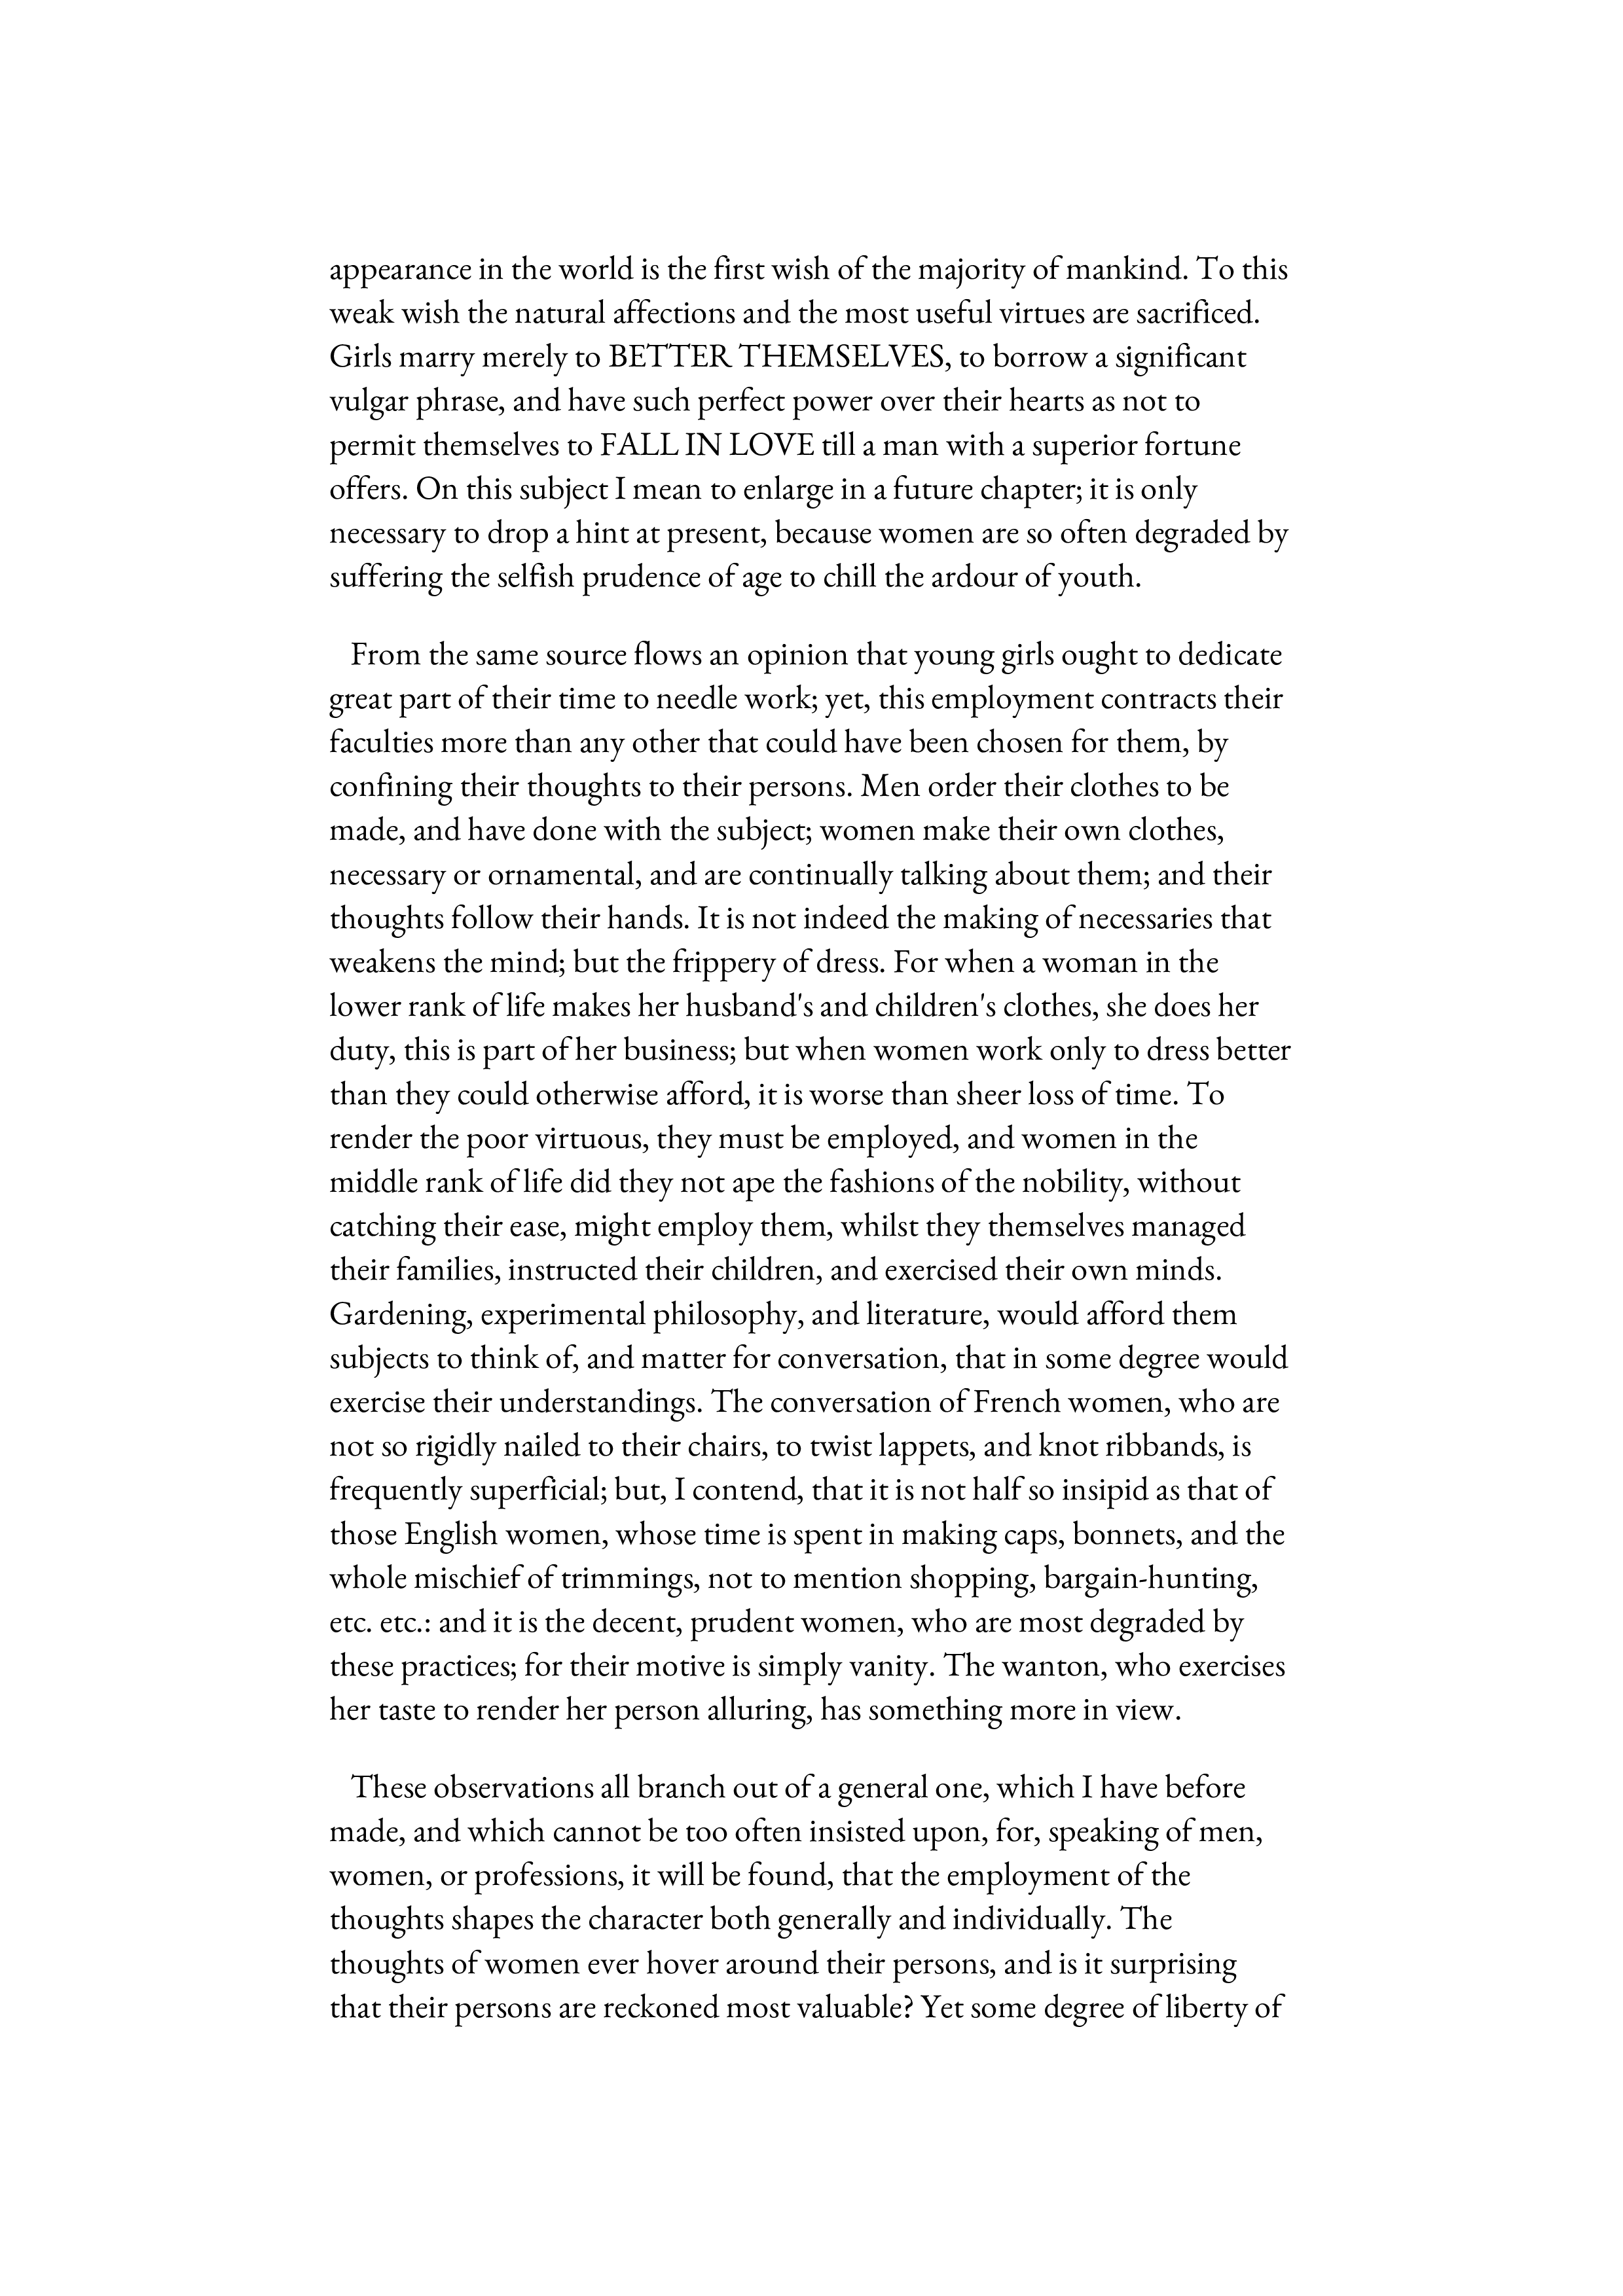 appearance in the world is the first wish of the majority of mankind. To this
weak wish the natural affections and the most useful virtues are sacrificed.
Girls marry merely to BETTER THEMSELVES, to borrow a significant
vulgar phrase, and have such perfect power over their hearts as not to
permit themselves to FALL IN LOVE till a man with a superior fortune
offers. On this subject I mean to enlarge in a future chapter; it is only
necessary to drop a hint at present, because women are so often degraded by
suffering the selfish prudence of age to chill the ardour of youth.
From the same source flows an opinion that young girls ought to dedicate
great part of their time to needle work; yet, this employment contracts their
faculties more than any other that could have been chosen for them, by
confining their thoughts to their persons. Men order their clothes to be
made, and have done with the subject; women make their own clothes,
necessary or ornamental, and are continually talking about them; and their
thoughts follow their hands. It is not indeed the making of necessaries that
weakens the mind; but the frippery of dress. For when a woman in the
lower rank of life makes her husband's and children's clothes, she does her
duty, this is part of her business; but when women work only to dress better
than they could otherwise afford, it is worse than sheer loss of time. To
render the poor virtuous, they must be employed, and women in the
middle rank of life did they not ape the fashions of the nobility, without
catching their ease, might employ them, whilst they themselves managed
their families, instructed their children, and exercised their own minds.
Gardening, experimental philosophy, and literature, would afford them
subjects to think of, and matter for conversation, that in some degree would
exercise their understandings. The conversation of French women, who are
not so rigidly nailed to their chairs, to twist lappets, and knot ribbands, is
frequently superficial; but, I contend, that it is not half so insipid as that of
those English women, whose time is spent in making caps, bonnets, and the
whole mischief of trimmings, not to mention shopping, bargain-hunting,
etc. etc.: and it is the decent, prudent women, who are most degraded by
these practices; for their motive is simply vanity. The wanton, who exercises
her taste to render her person alluring, has something more in view.
These observations all branch out of a general one, which I have before
made, and which cannot be too often insisted upon, for, speaking of men,
women, or professions, it will be found, that the employment of the
thoughts shapes the character both generally and individually. The
thoughts of women ever hover around their persons, and is it surprising
that their persons are reckoned most valuable? Yet some degree of liberty of